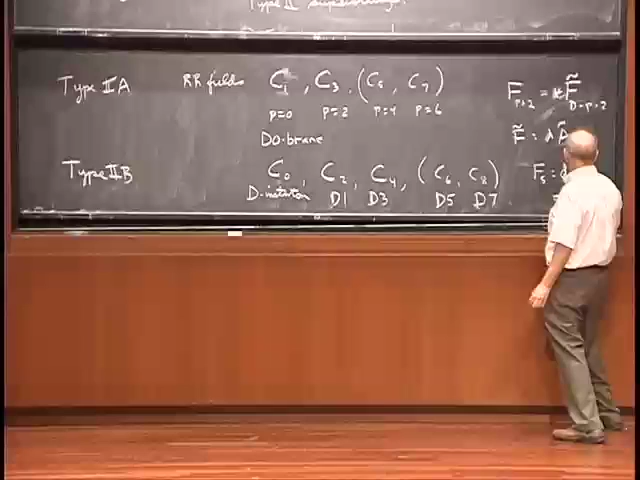 Type II superstrings.
Type IIA RR fields C₁, C₃, (C₅, C₇) F_{p+2} = * F̃_{D-p-2}
p=0 p=2 p=4 p=6
D0-brane F̃ = d Ã
Type IIB C₀, C₂, C₄, (C₆, C₈) F₅ =
D-instanton D1 D3 D5 D7